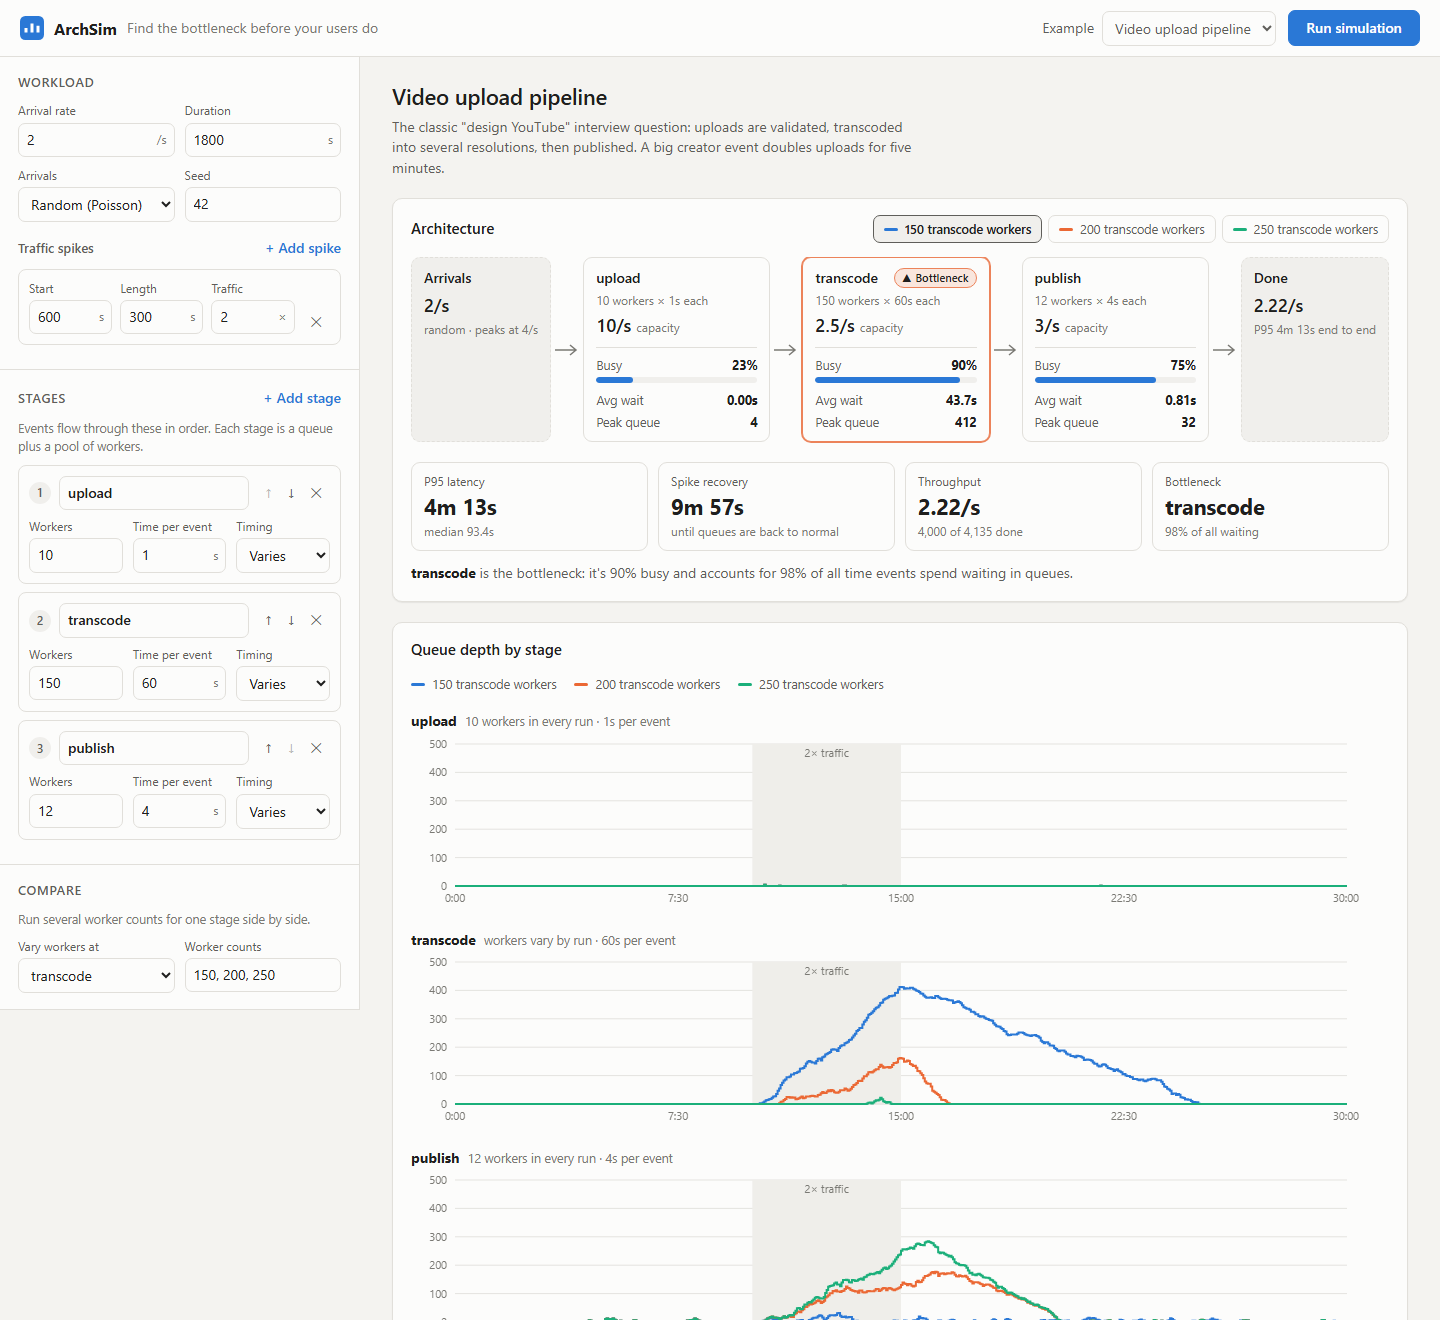 ArchSim Find the bottleneck before your users do
Example Video upload pipeline Run simulation
WORKLOAD
Arrival rate Duration
2 /s 1800 s
Arrivals Seed
Random (Poisson) 42
Traffic spikes + Add spike
Start Length Traffic
600 s 300 s 2 ×
STAGES + Add stage
Events flow through these in order. Each stage is a queue
plus a pool of workers.
1 upload ↑ ↓
Workers Time per event Timing
10 1 s Varies
2 transcode ↑ ↓
Workers Time per event Timing
150 60 s Varies
3 publish ↑ ↓
Workers Time per event Timing
12 4 s Varies
COMPARE
Run several worker counts for one stage side by side.
Vary workers at Worker counts
transcode 150, 200, 250
Video upload pipeline
The classic "design YouTube" interview question: uploads are validated, transcoded
into several resolutions, then published. A big creator event doubles uploads for five
minutes.
Architecture 150 transcode workers 200 transcode workers 250 transcode workers
Arrivals
2/s
random · peaks at 4/s
upload
10 workers × 1s each
10/s capacity
Busy 23%
Avg wait 0.00s
Peak queue 4
transcode ▲ Bottleneck
150 workers × 60s each
2.5/s capacity
Busy 90%
Avg wait 43.7s
Peak queue 412
publish
12 workers × 4s each
3/s capacity
Busy 75%
Avg wait 0.81s
Peak queue 32
Done
2.22/s
P95 4m 13s end to end
P95 latency
4m 13s
median 93.4s
Spike recovery
9m 57s
until queues are back to normal
Throughput
2.22/s
4,000 of 4,135 done
Bottleneck
transcode
98% of all waiting
transcode is the bottleneck: it's 90% busy and accounts for 98% of all time events spend waiting in queues.
Queue depth by stage
150 transcode workers 200 transcode workers 250 transcode workers
upload 10 workers in every run · 1s per event
500
2× traffic
400
300
200
100
0
0:00 7:30 15:00 22:30 30:00
transcode workers vary by run · 60s per event
500
2× traffic
400
300
200
100
0
0:00 7:30 15:00 22:30 30:00
publish 12 workers in every run · 4s per event
500
2× traffic
400
300
200
100